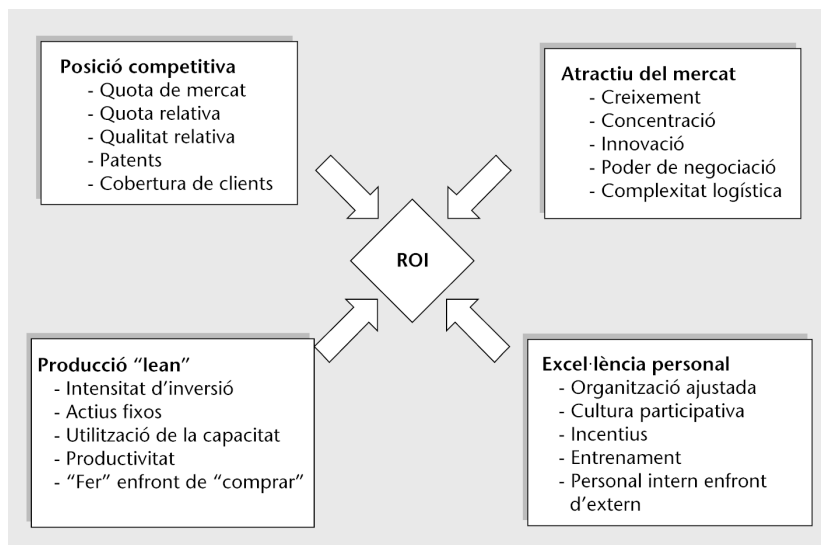 Posició competitiva
- Quota de mercat
- Quota relativa
- Qualitat relativa
- Patents
- Cobertura de clients
Atractiu del mercat
- Creixement
- Concentració
- Innovació
- Poder de negociació
- Complexitat logística
ROI
Producció “lean”
- Intensitat d’inversió
- Actius fixos
- Utilització de la capacitat
- Productivitat
- “Fer” enfront de “comprar”
Excel·lència personal
- Organització ajustada
- Cultura participativa
- Incentius
- Entrenament
- Personal intern enfront
d’extern